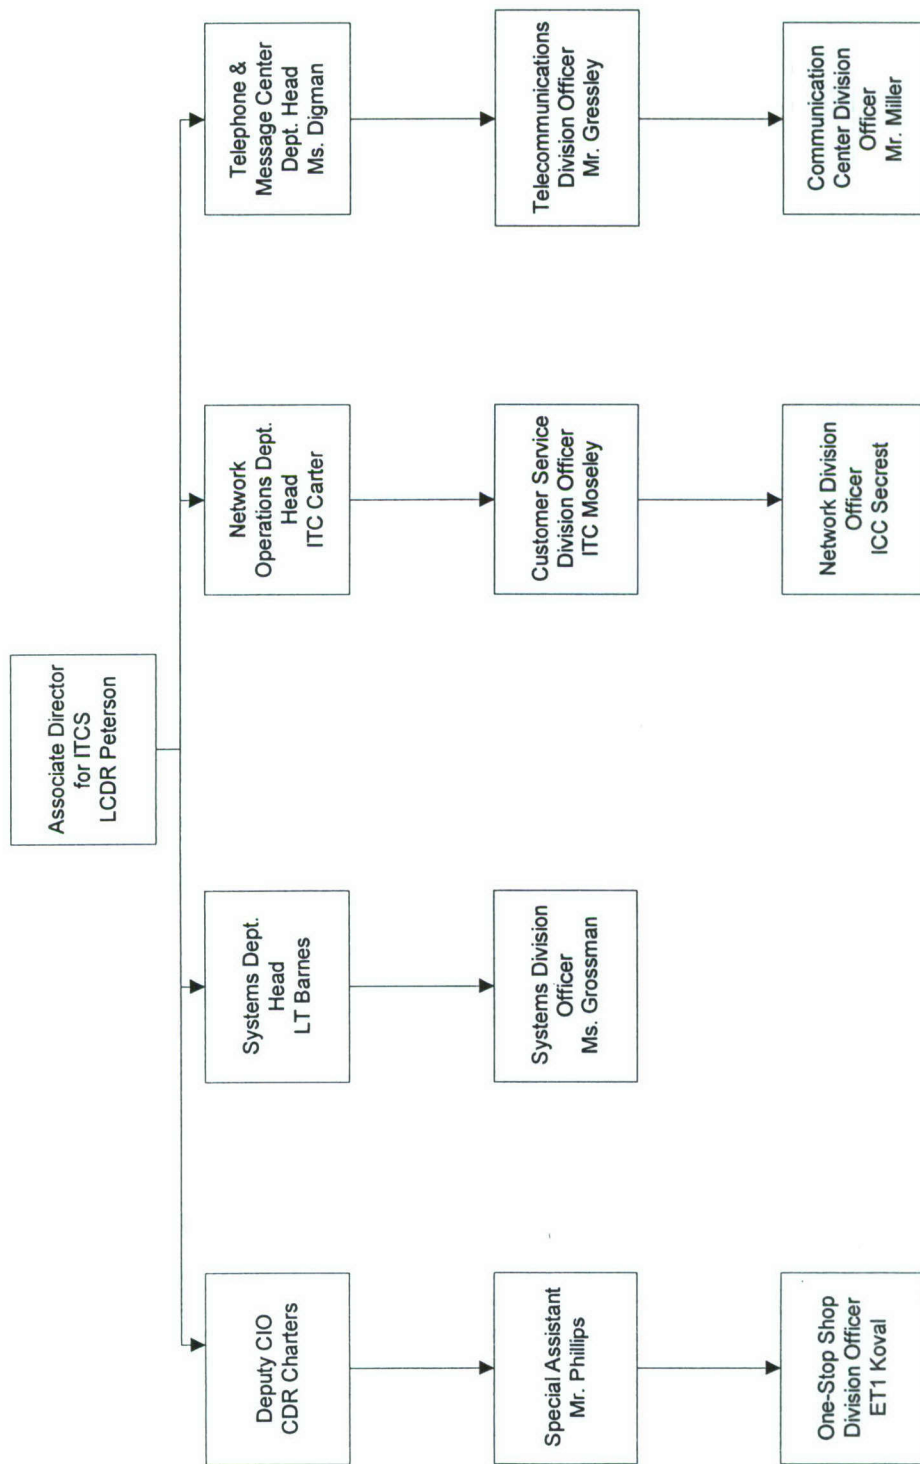 Associate Director
for ITCS
LCDR Peterson
Deputy CIO
CDR Charters
Systems Dept.
Head
LT Barnes
Network
Operations Dept.
Head
ITC Carter
Telephone &
Message Center
Dept. Head
Ms. Digman
Special Assistant
Mr. Phillips
Systems Division
Officer
Ms. Grossman
Customer Service
Division Officer
ITC Moseley
Telecommunications
Division Officer
Mr. Gressley
One-Stop Shop
Division Officer
ET1 Koval
Network Division
Officer
ICC Secrest
Communication
Center Division
Officer
Mr. Miller